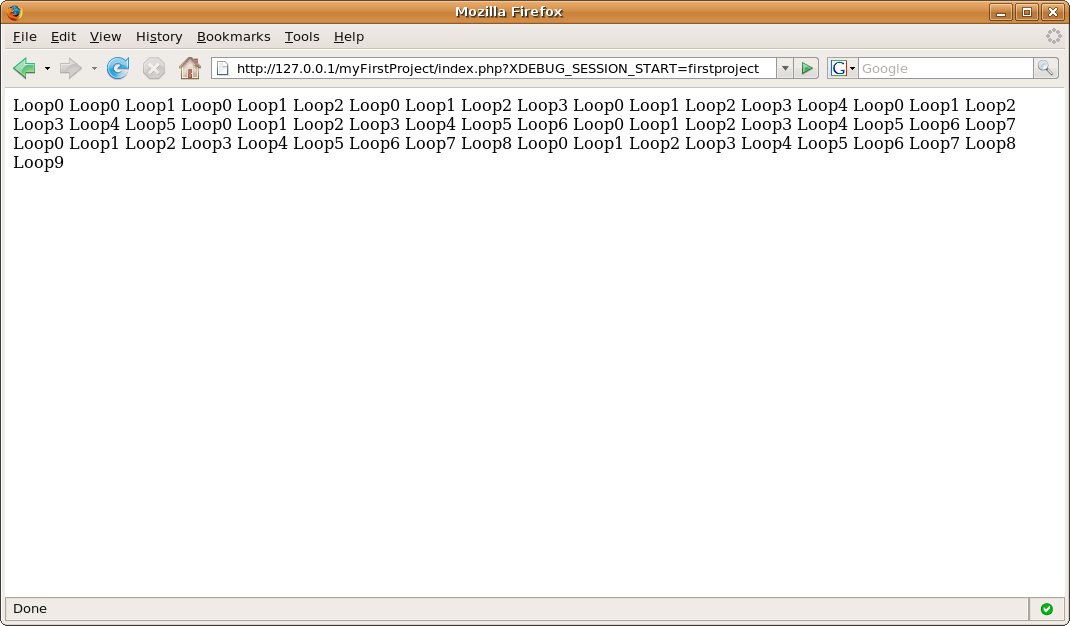 Mozilla Firefox
File Edit View History Bookmarks Tools Help
http://127.0.0.1/myFirstProject/index.php?XDEBUG_SESSION_START=firstproject G Google
Loop0 Loop0 Loop1 Loop0 Loop1 Loop2 Loop0 Loop1 Loop2 Loop3 Loop0 Loop1 Loop2 Loop3 Loop4 Loop0 Loop1 Loop2
Loop3 Loop4 Loop5 Loop0 Loop1 Loop2 Loop3 Loop4 Loop5 Loop6 Loop0 Loop1 Loop2 Loop3 Loop4 Loop5 Loop6 Loop7
Loop0 Loop1 Loop2 Loop3 Loop4 Loop5 Loop6 Loop7 Loop8 Loop0 Loop1 Loop2 Loop3 Loop4 Loop5 Loop6 Loop7 Loop8
Loop9
Done